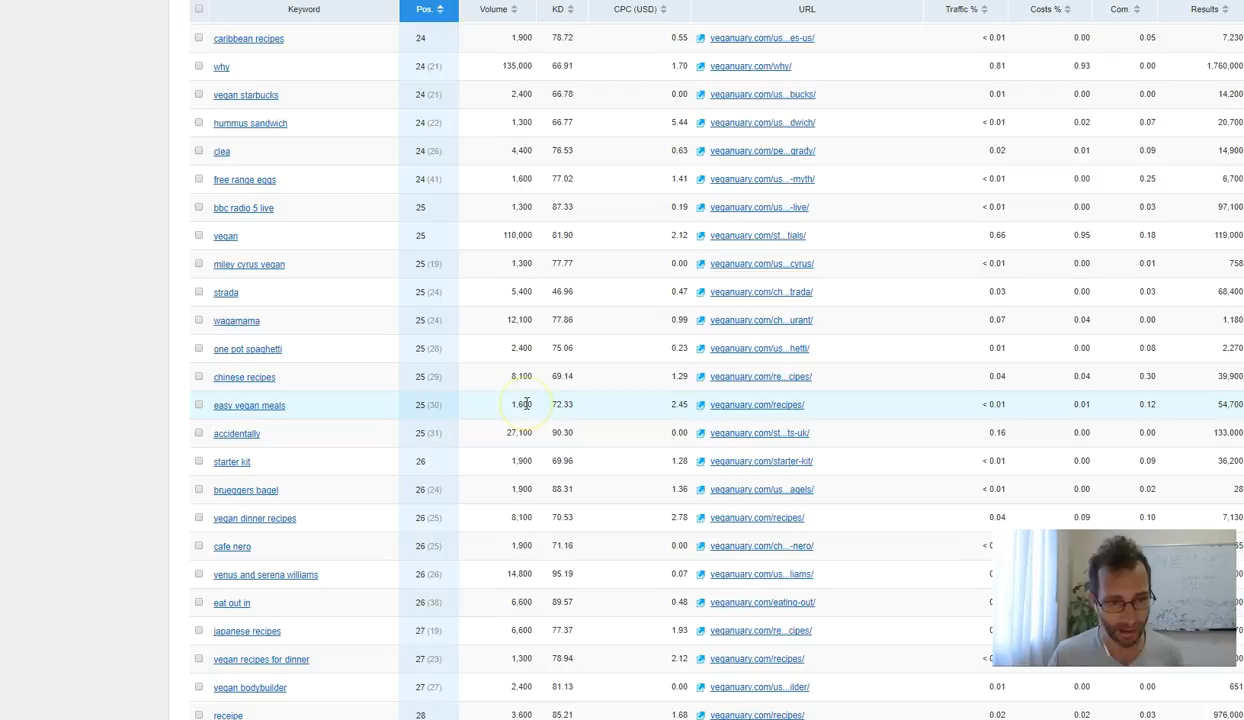 Keyword Pos. Volume KD CPC (USD) URL Traffic % Costs % Com. Results
caribbean recipes 24 1,900 78.72 0.55 veganuary.com/us...es-us/ < 0.01 0.00 0.05 7,230
why 24 (21) 135,000 66.91 1.70 veganuary.com/why/ 0.81 0.93 0.00 1,760,000
vegan starbucks 24 (21) 2,400 66.78 0.00 veganuary.com/us...bucks/ 0.01 0.00 0.00 14,200
hummus sandwich 24 (22) 1,300 66.77 5.44 veganuary.com/us...dwich/ < 0.01 0.02 0.07 20,700
clea 24 (26) 4,400 76.53 0.63 veganuary.com/pe...grady/ 0.02 0.01 0.09 14,900
free range eggs 24 (41) 1,600 77.02 1.41 veganuary.com/us...-myth/ < 0.01 0.00 0.25 6,700
bbc radio 5 live 25 1,300 87.33 0.19 veganuary.com/us...-live/ < 0.01 0.00 0.03 97,100
vegan 25 110,000 81.90 2.12 veganuary.com/st...tials/ 0.66 0.95 0.18 119,000
miley cyrus vegan 25 (19) 1,300 77.77 0.00 veganuary.com/us...cyrus/ < 0.01 0.00 0.01 758
strada 25 (24) 5,400 46.96 0.47 veganuary.com/ch...trada/ 0.03 0.00 0.03 68,400
wagamama 25 (24) 12,100 77.86 0.99 veganuary.com/ch...urant/ 0.07 0.04 0.00 1,180
one pot spaghetti 25 (28) 2,400 75.06 0.23 veganuary.com/us...hetti/ 0.01 0.00 0.08 2,270
chinese recipes 25 (29) 8,100 69.14 1.29 veganuary.com/re...cipes/ 0.04 0.04 0.30 39,900
easy vegan meals 25 (30) 1,600 72.33 2.45 veganuary.com/recipes/ < 0.01 0.01 0.12 54,700
accidentally 25 (31) 27,100 90.30 0.00 veganuary.com/st...ts-uk/ 0.16 0.00 0.03 133,000
starter kit 26 1,900 69.96 1.28 veganuary.com/starter-kit/ < 0.01 0.00 0.09 36,200
brueggers bagel 26 (24) 1,900 88.31 1.36 veganuary.com/us...agels/ < 0.01 0.00 0.02 28
vegan dinner recipes 26 (25) 8,100 70.53 2.78 veganuary.com/recipes/ 0.04 0.09 0.10 7,130
cafe nero 26 (25) 1,900 71.16 0.00 veganuary.com/ch...-nero/
venus and serena williams 26 (26) 14,800 95.19 0.07 veganuary.com/us...liams/
eat out in 26 (38) 6,600 89.57 0.48 veganuary.com/eating-out/
japanese recipes 27 (19) 6,600 77.37 1.93 veganuary.com/re...cipes/
vegan recipes for dinner 27 (23) 1,300 78.94 2.12 veganuary.com/recipes/
vegan bodybuilder 27 (27) 2,400 81.13 0.00 veganuary.com/us...ilder/ 0.01 0.00 0.00 651
receipe 28 3,600 85.21 1.68 veganuary.com/recipes/ 0.02 0.02 0.03 976,000